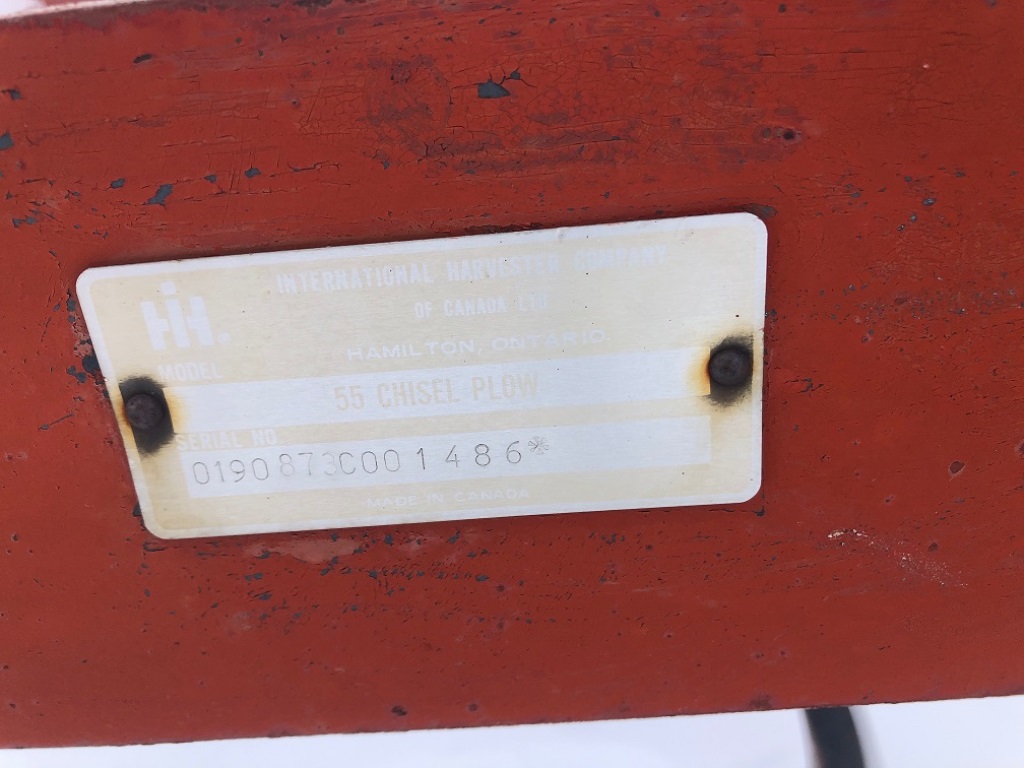 INTERNATIONAL HARVESTER COMPANY
OF CANADA LTD
IH
HAMILTON, ONTARIO.
MODEL
55 CHISEL PLOW
SERIAL NO
0190873C001486*
MADE IN CANADA